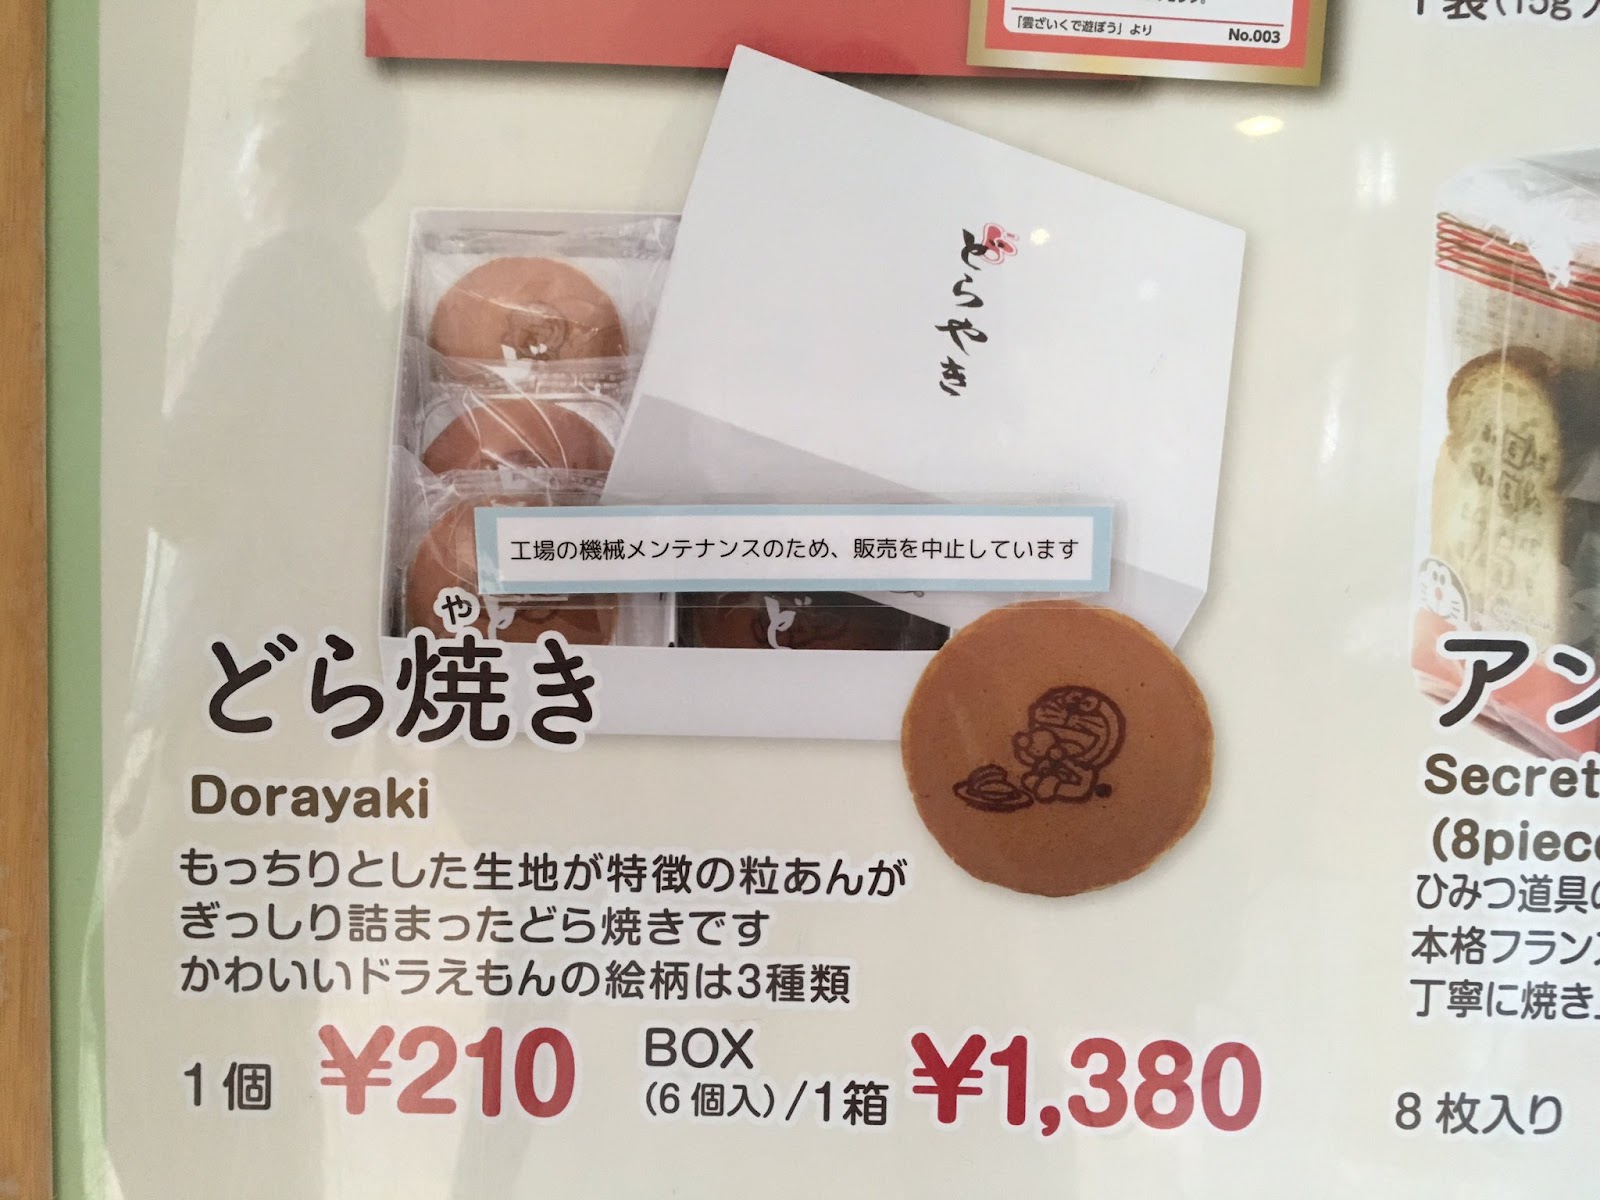 「雲ざいくで遊ぼう」より
No.003
どらやき
工場の機械メンテナンスのため、販売を中止しています
ど
や
どら焼き
Dorayaki
もっちりとした生地が特徴の粒あんが
ぎっしり詰まったどら焼きです
かわいいドラえもんの絵柄は3種類
1個 ¥210 BOX (6個入)/1箱 ¥1,380
アン
Secret
(8piece
ひみつ道具の
本格フランス
丁寧に焼き上
8枚入り